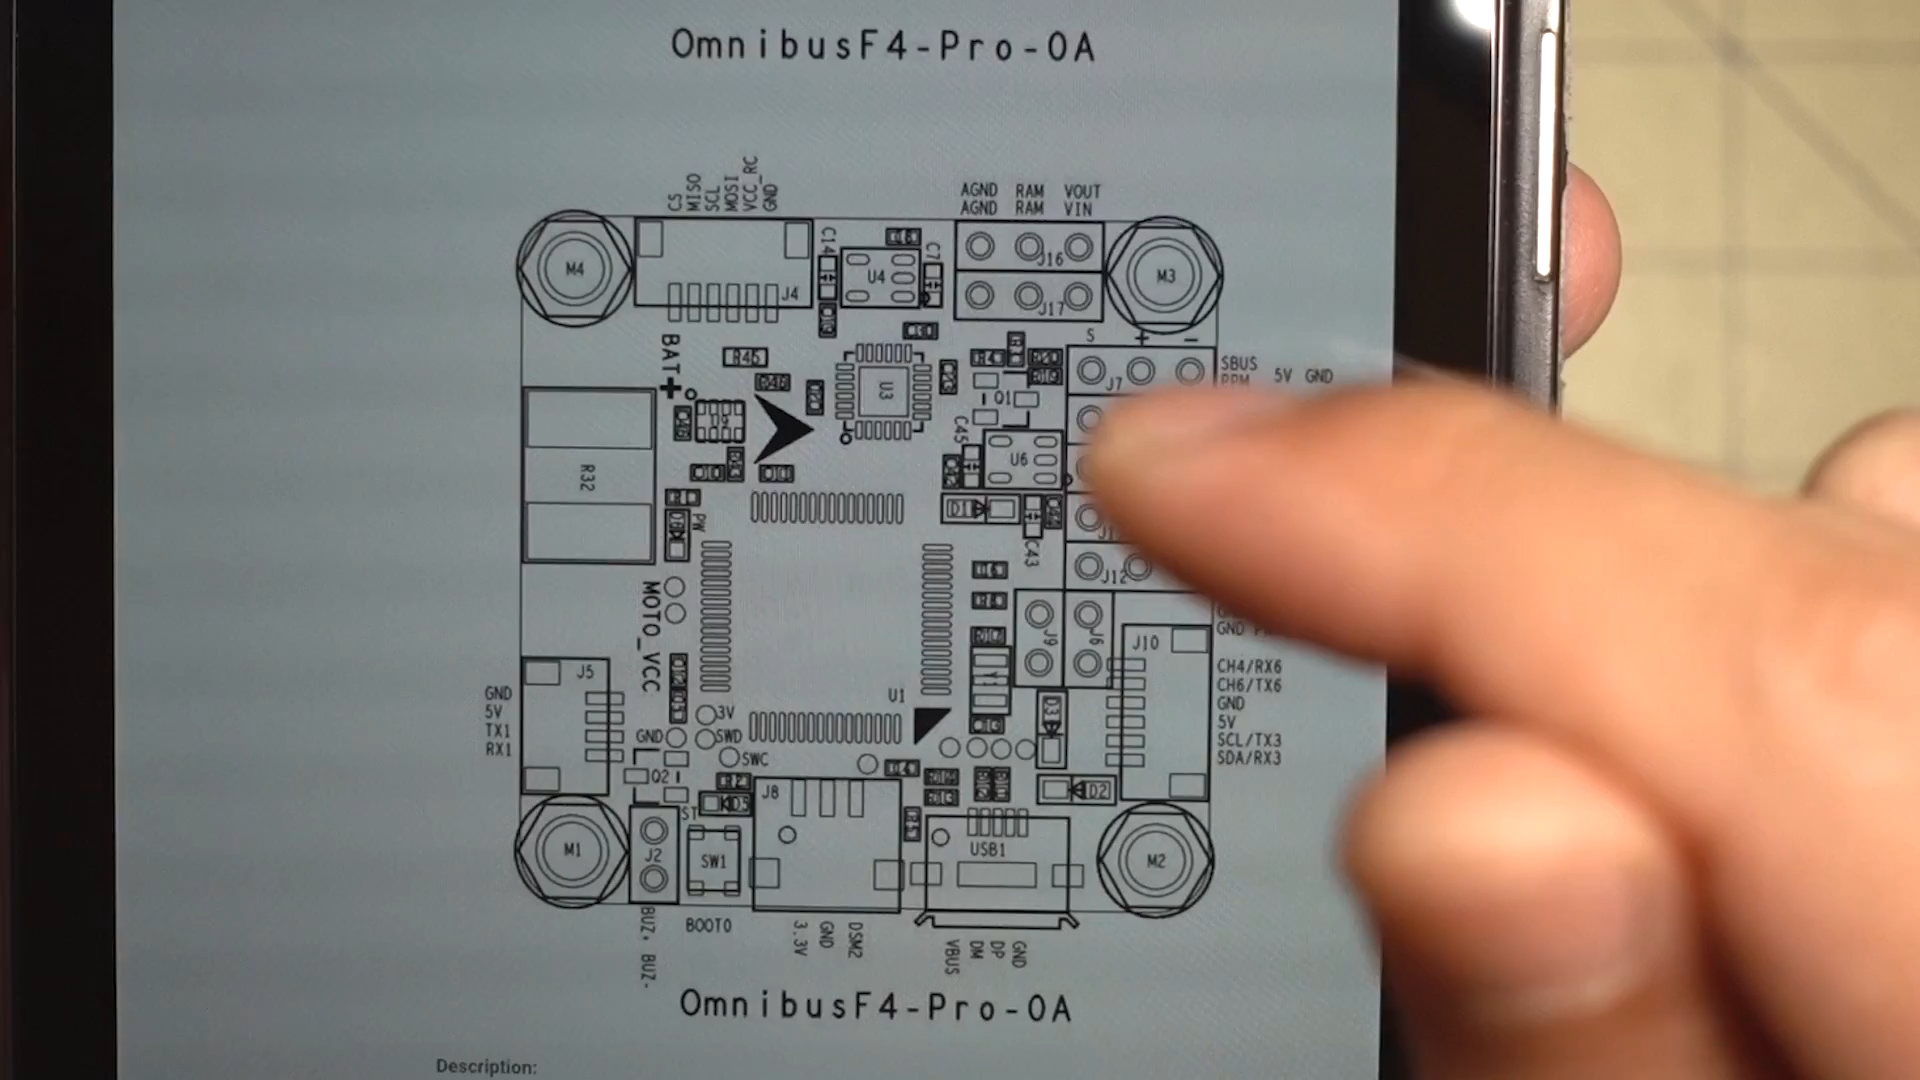 OmnibusF4-Pro-OA
CS
MISO
SCL
MOSI
VCC_RC
GND
AGND RAM VOUT
AGND RAM VIN
M4
J4
C14
U4
C7
J16
J17
M3
S + -
BAT+
R45
U3
Q1
J7
SBUS
PPM 5V GND
C45
U6
R32
D1
C43
PW
J12
MOTO_VCC
J9
J6
GND
J10
J5
GND
5V
TX1
RX1
U1
CH4/RX6
CH6/TX6
GND
5V
SCL/TX3
SDA/RX3
3V
GND SWD
SWC
D3
Q2
D2
J8
ST
D5
M1
J2
SW1
USB1
M2
BUZ+ BUZ-
BOOT0
3.3V
GND
DSM2
VBUS
DM
DP
GND
OmnibusF4-Pro-OA
Description: